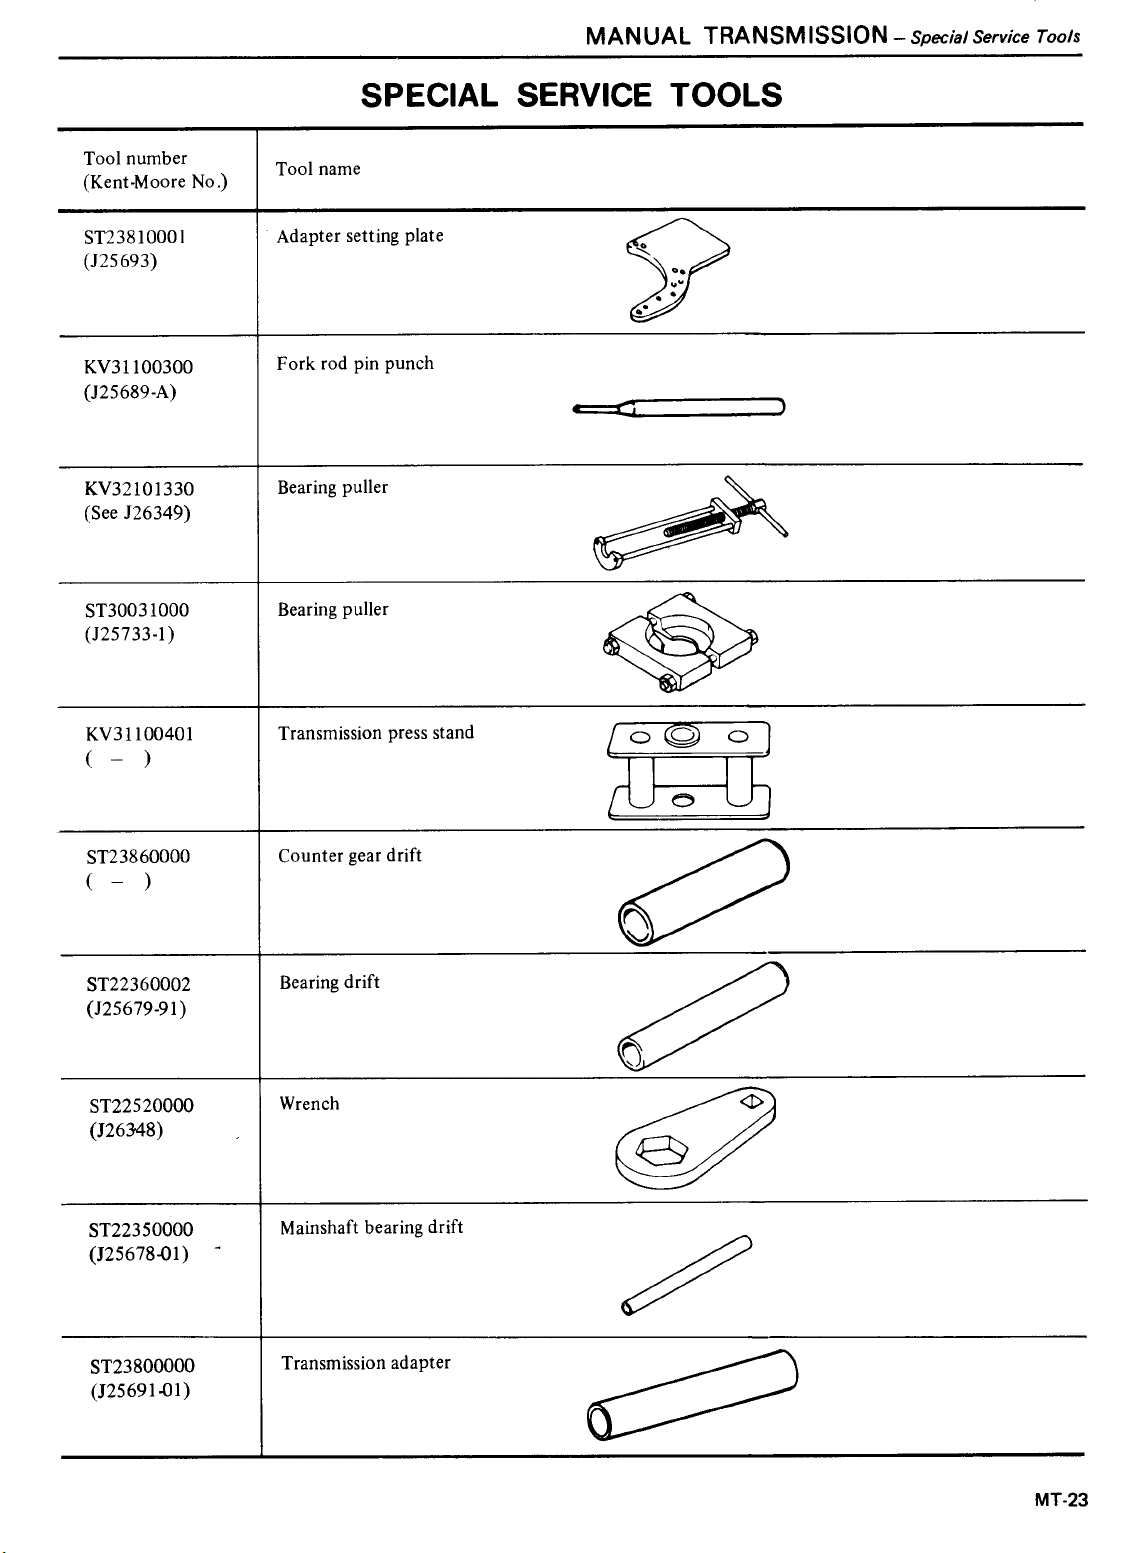 MANUAL TRANSMISSION – Special Service Tools
SPECIAL SERVICE TOOLS
Tool number
(Kent-Moore No.)
Tool name
ST23810001
(J25693)
Adapter setting plate
KV31100300
(J25689-A)
Fork rod pin punch
KV32101330
(See J26349)
Bearing puller
ST30031000
(J25733-1)
Bearing puller
KV31100401
( – )
Transmission press stand
ST23860000
( – )
Counter gear drift
ST22360002
(J25679-91)
Bearing drift
ST22520000
(J26348)
Wrench
ST22350000
(J25678-01)
Mainshaft bearing drift
ST23800000
(J25691-01)
Transmission adapter
MT-23